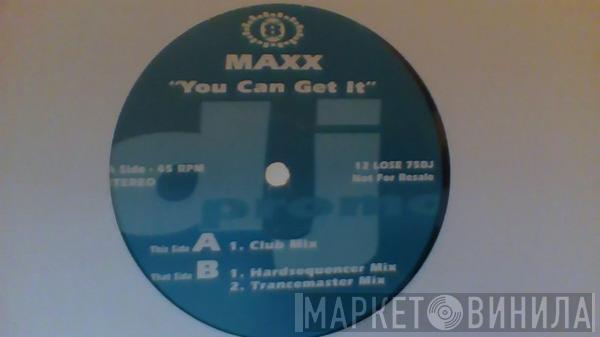 8
MAXX
"You Can Get It"
dj
promo
A Side - 45 RPM
STEREO
12 LOSE 75DJ
Not For Resale
This Side A 1. Club Mix
That Side B 1. Hardsequencer Mix
2. Trancemaster Mix
МАРКЕТ ВИНИЛА